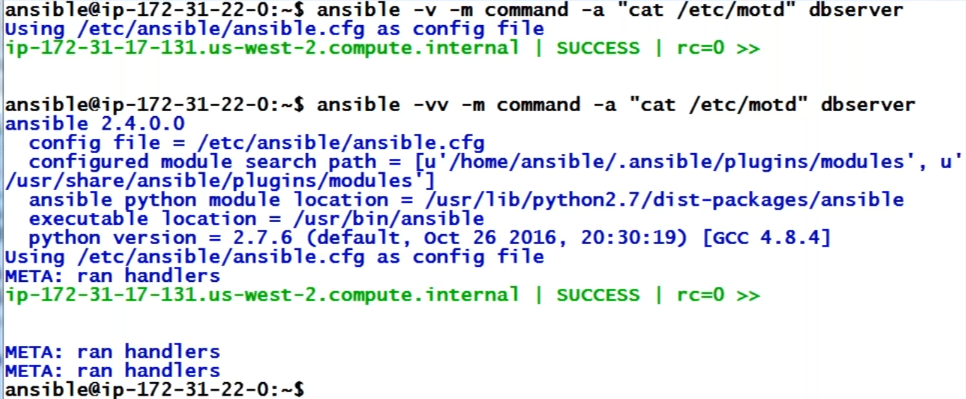 ansible@ip-172-31-22-0:~$ ansible -v -m command -a "cat /etc/motd" dbserver
Using /etc/ansible/ansible.cfg as config file
ip-172-31-17-131.us-west-2.compute.internal | SUCCESS | rc=0 >>
ansible@ip-172-31-22-0:~$ ansible -vv -m command -a "cat /etc/motd" dbserver
ansible 2.4.0.0
  config file = /etc/ansible/ansible.cfg
  configured module search path = [u'/home/ansible/.ansible/plugins/modules', u'
/usr/share/ansible/plugins/modules']
  ansible python module location = /usr/lib/python2.7/dist-packages/ansible
  executable location = /usr/bin/ansible
  python version = 2.7.6 (default, Oct 26 2016, 20:30:19) [GCC 4.8.4]
Using /etc/ansible/ansible.cfg as config file
META: ran handlers
ip-172-31-17-131.us-west-2.compute.internal | SUCCESS | rc=0 >>
META: ran handlers
META: ran handlers
ansible@ip-172-31-22-0:~$